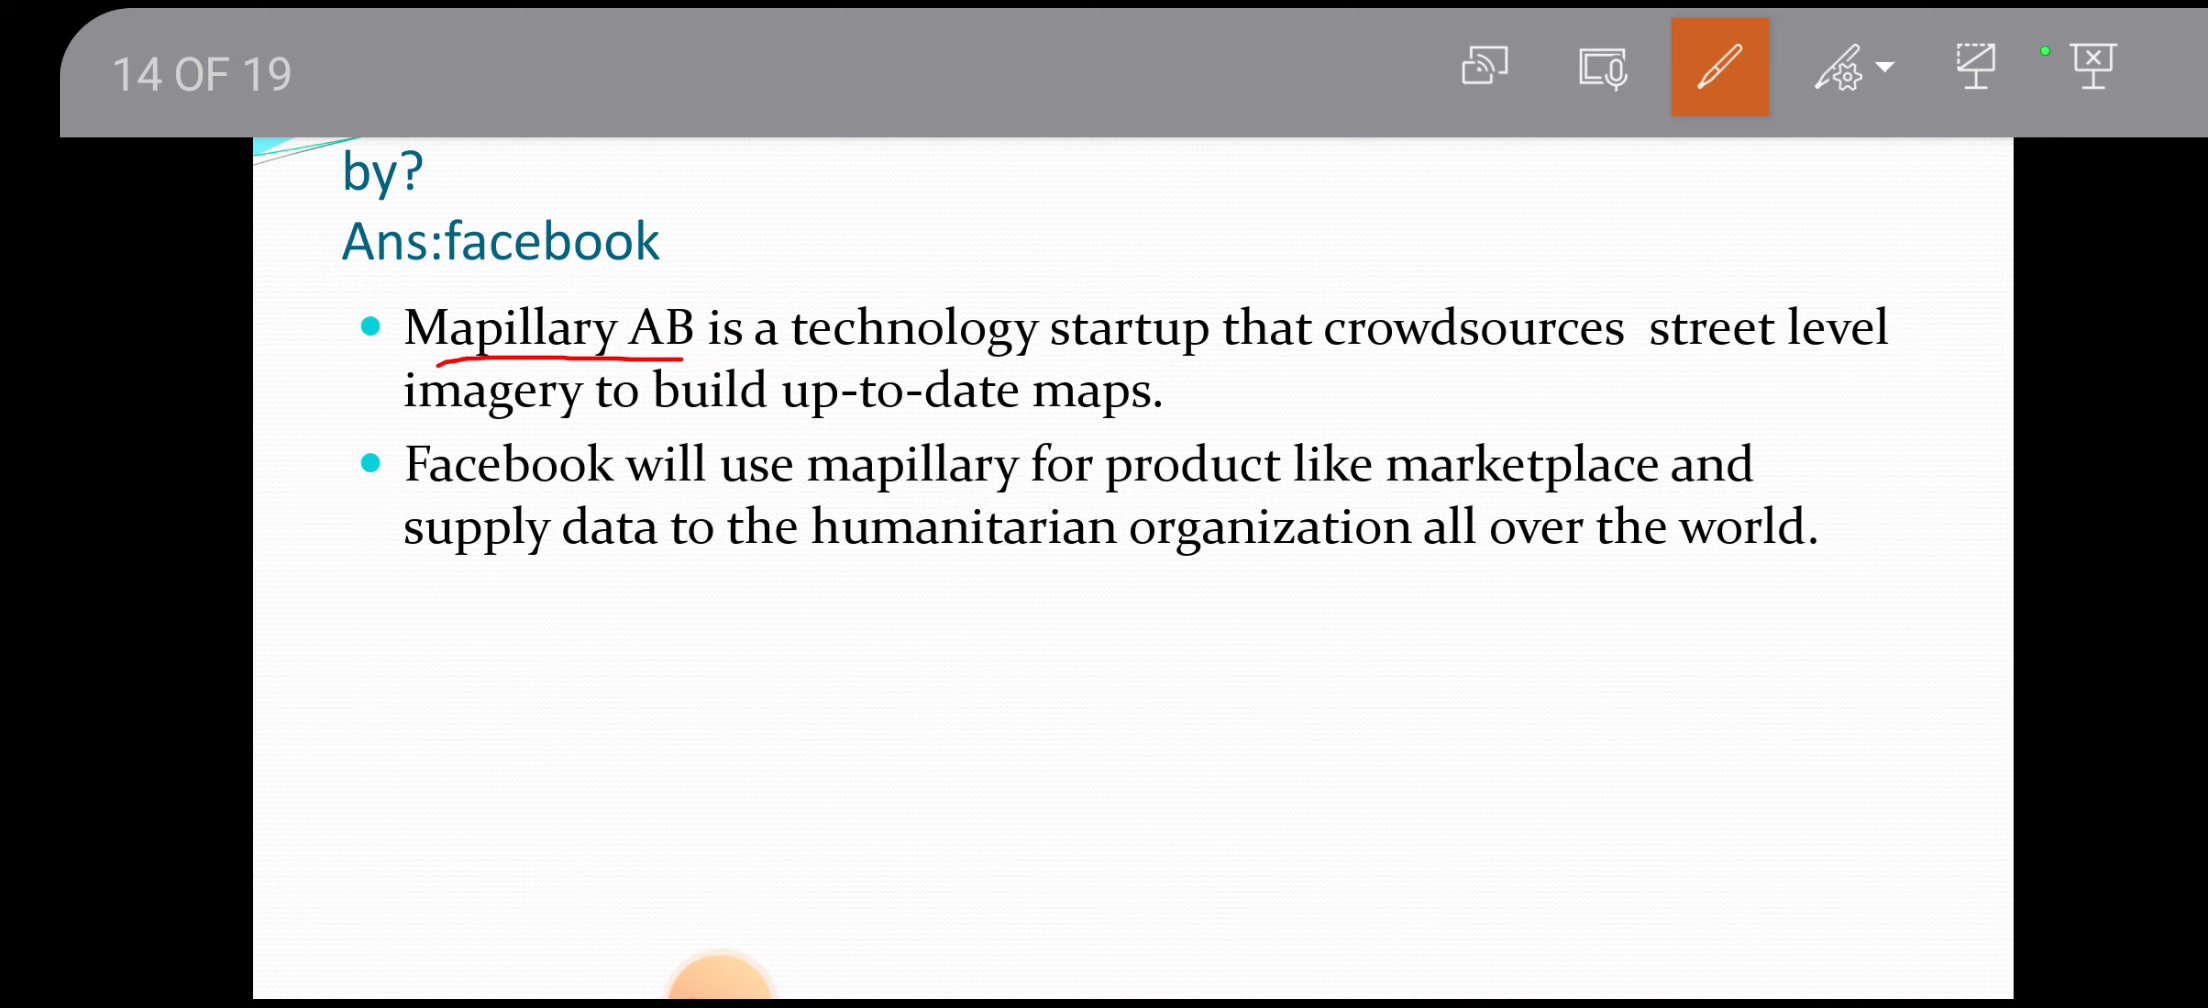 14 OF 19
by?
Ans:facebook
Mapillary AB is a technology startup that crowdsources street level
imagery to build up-to-date maps.
Facebook will use mapillary for product like marketplace and
supply data to the humanitarian organization all over the world.